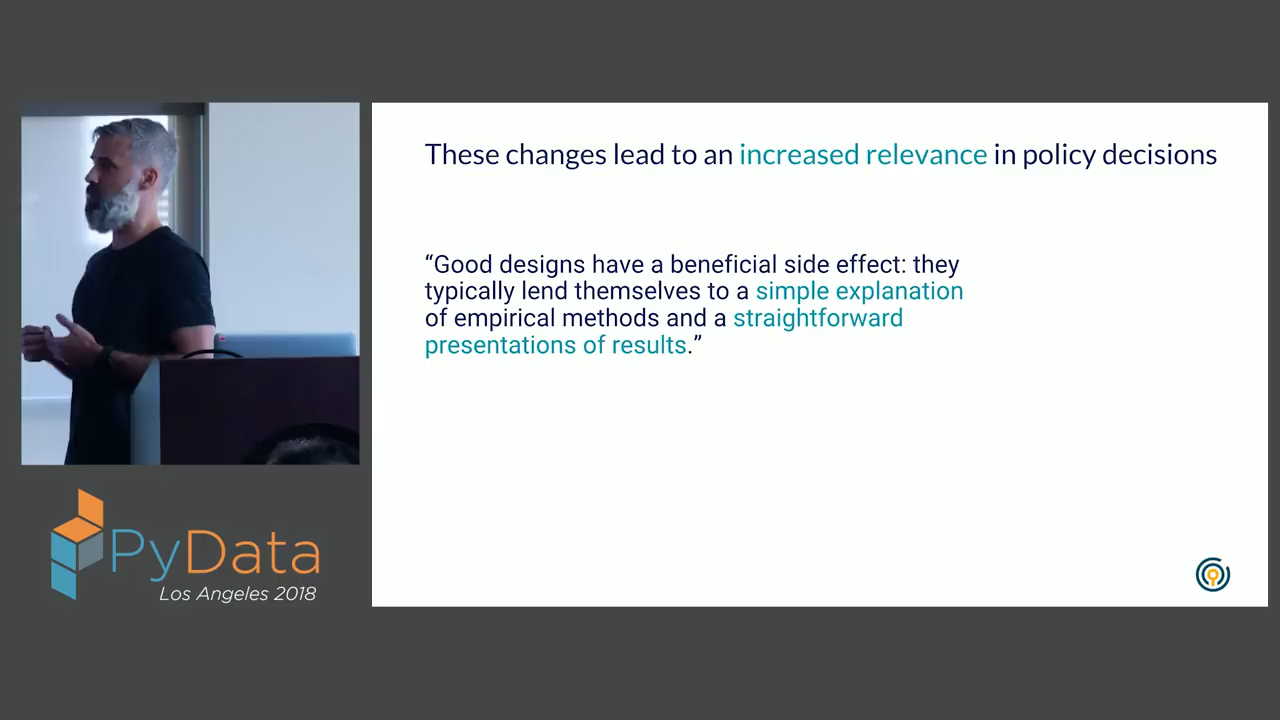 These changes lead to an increased relevance in policy decisions
“Good designs have a beneficial side effect: they
typically lend themselves to a simple explanation
of empirical methods and a straightforward
presentations of results.”
PyData
Los Angeles 2018